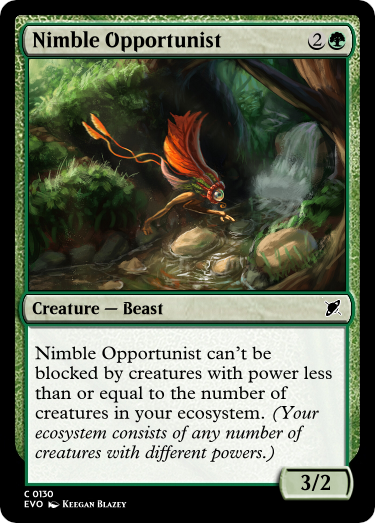 Nimble Opportunist 2
Creature — Beast
Nimble Opportunist can't be
blocked by creatures with power less
than or equal to the number of
creatures in your ecosystem. (Your
ecosystem consists of any number of
creatures with different powers.)
3/2
C 0130
EVO Keegan Blazey